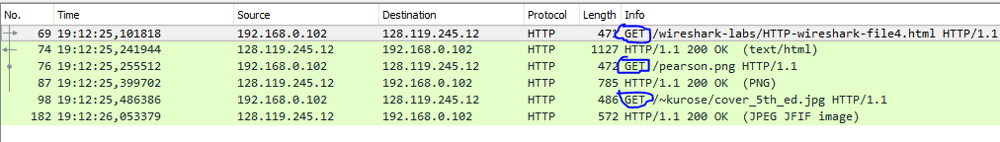 No. Time Source Destination Protocol Length Info
69 19:12:25,101818 192.168.0.102 128.119.245.12 HTTP 471 GET /wireshark-labs/HTTP-wireshark-file4.html HTTP/1.1
74 19:12:25,241944 128.119.245.12 192.168.0.102 HTTP 1127 HTTP/1.1 200 OK (text/html)
76 19:12:25,255512 192.168.0.102 128.119.245.12 HTTP 472 GET /pearson.png HTTP/1.1
87 19:12:25,399702 128.119.245.12 192.168.0.102 HTTP 785 HTTP/1.1 200 OK (PNG)
98 19:12:25,486386 192.168.0.102 128.119.245.12 HTTP 486 GET /~kurose/cover_5th_ed.jpg HTTP/1.1
182 19:12:26,053379 128.119.245.12 192.168.0.102 HTTP 572 HTTP/1.1 200 OK (JPEG JFIF image)